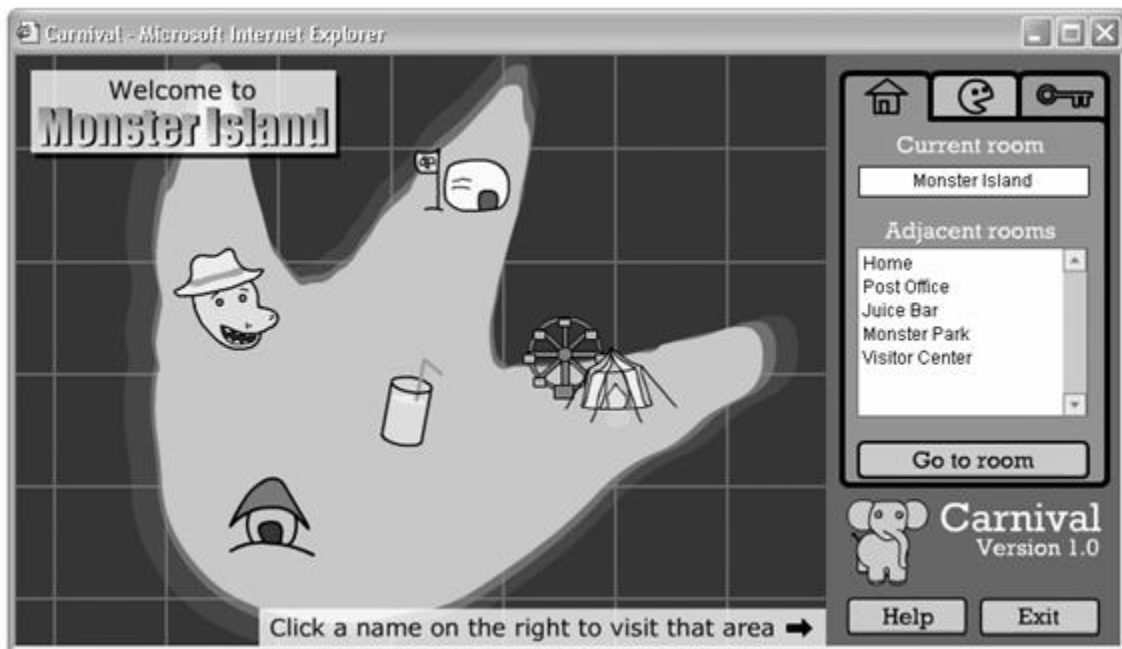 Carnival - Microsoft Internet Explorer
Welcome to
Monster Island
Click a name on the right to visit that area
Current room
Monster Island
Adjacent rooms
Home
Post Office
Juice Bar
Monster Park
Visitor Center
Go to room
Carnival
Version 1.0
Help
Exit